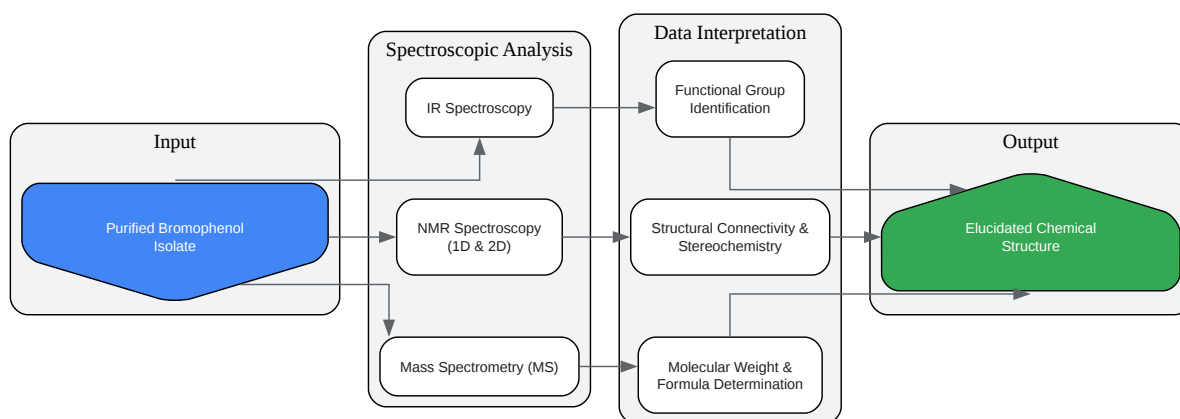 Input
Purified Bromophenol
Isolate
Spectroscopic Analysis
IR Spectroscopy
NMR Spectroscopy
(1D & 2D)
Mass Spectrometry (MS)
Data Interpretation
Functional Group
Identification
Structural Connectivity &
Stereochemistry
Molecular Weight &
Formula Determination
Output
Elucidated Chemical
Structure